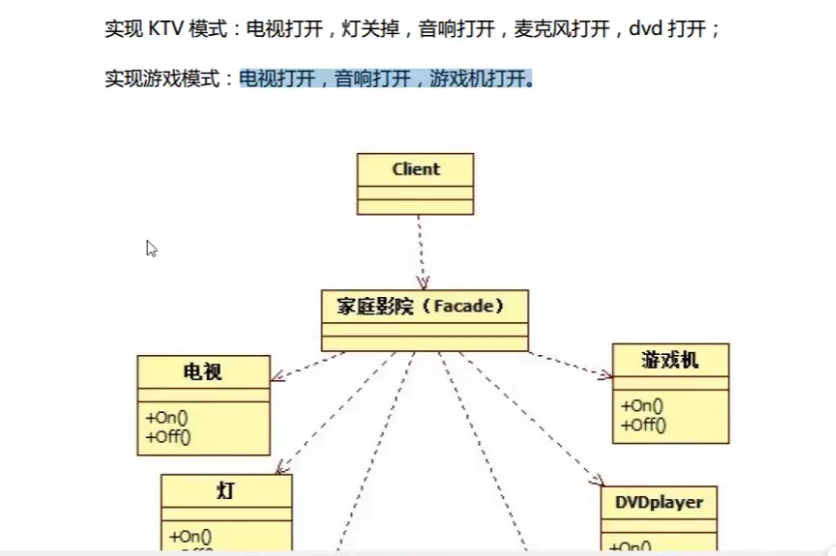 实现 KTV 模式：电视打开，灯关掉，音响打开，麦克风打开，dvd 打开；
实现游戏模式：电视打开，音响打开，游戏机打开。
Client
家庭影院（Facade）
电视
+On()
+Off()
游戏机
+On()
+Off()
灯
+On()
DVDplayer
+On()